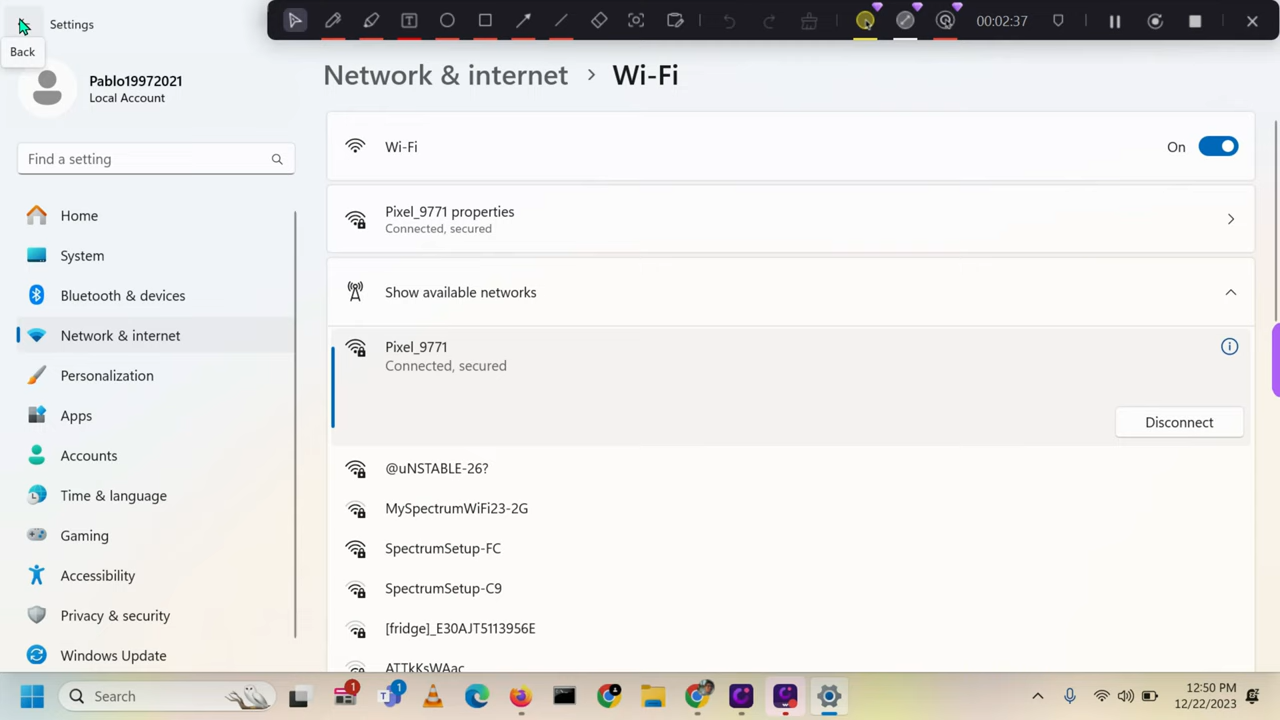 Settings
00:02:37
Back
Pablo19972021
Local Account
Find a setting
Home
System
Bluetooth & devices
Network & internet
Personalization
Apps
Accounts
Time & language
Gaming
Accessibility
Privacy & security
Windows Update
Network & internet > Wi-Fi
Wi-Fi
On
Pixel_9771 properties
Connected, secured
Show available networks
Pixel_9771
Connected, secured
Disconnect
@uNSTABLE-26?
MySpectrumWiFi23-2G
SpectrumSetup-FC
SpectrumSetup-C9
[fridge]_E30AJT5113956E
ATTkKsWAac
Search
1
1
12:50 PM
12/22/2023